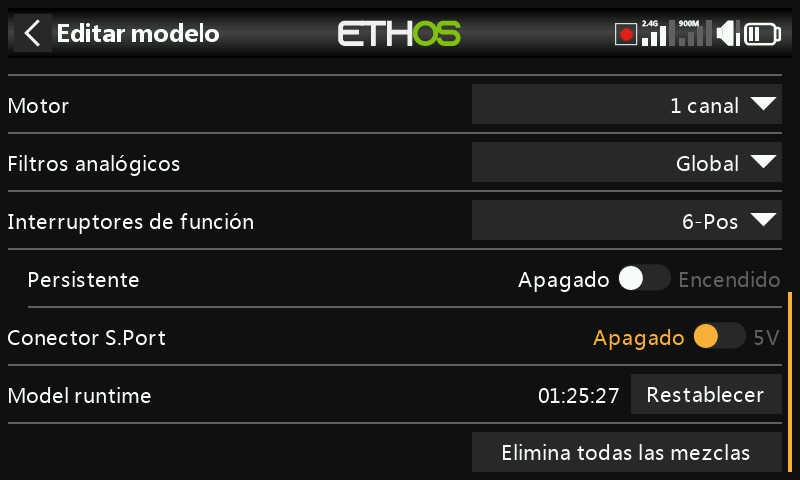 Editar modelo ETHOS 2.4G 900M
Motor 1 canal
Filtros analógicos Global
Interruptores de función 6-Pos
Persistente Apagado Encendido
Conector S.Port Apagado 5V
Model runtime 01:25:27 Restablecer
Elimina todas las mezclas